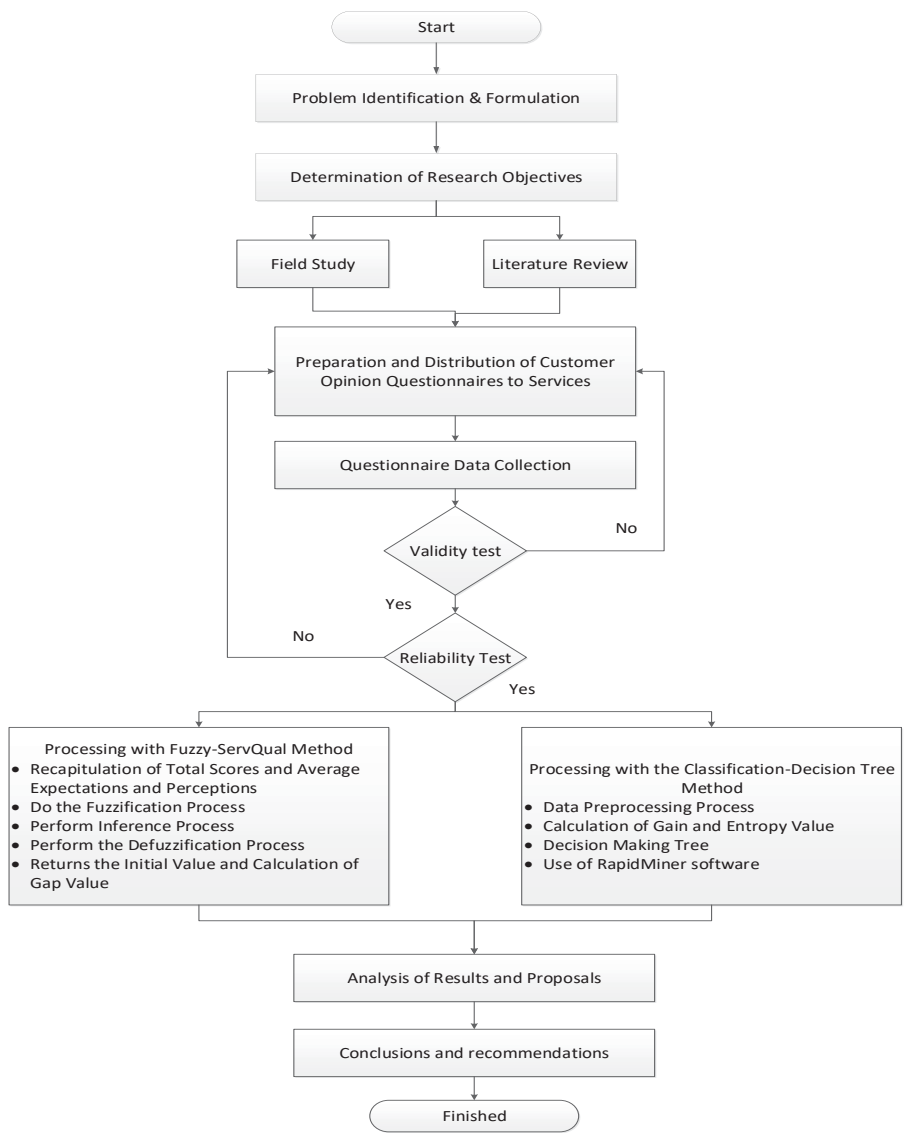 Start
Problem Identification & Formulation
Determination of Research Objectives
Field Study
Literature Review
Preparation and Distribution of Customer
Opinion Questionnaires to Services
Questionnaire Data Collection
Validity test
No
Yes
Reliability Test
No
Yes
Processing with Fuzzy-ServQual Method
• Recapitulation of Total Scores and Average
Expectations and Perceptions
• Do the Fuzzification Process
• Perform Inference Process
• Perform the Defuzzification Process
• Returns the Initial Value and Calculation of
Gap Value
Processing with the Classification-Decision Tree
Method
• Data Preprocessing Process
• Calculation of Gain and Entropy Value
• Decision Making Tree
• Use of RapidMiner software
Analysis of Results and Proposals
Conclusions and recommendations
Finished